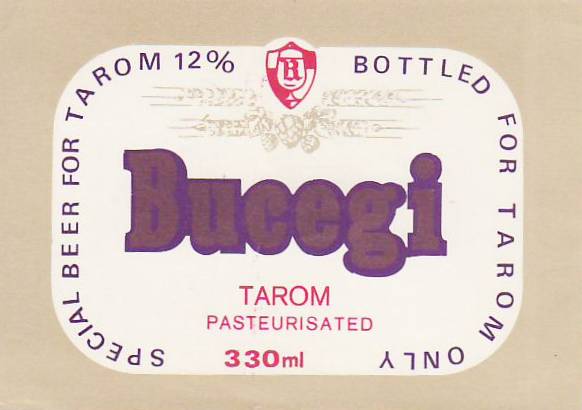 SPECIAL BEER FOR TAROM 12%
BOTTLED FOR TAROM ONLY
R
Bucegi
TAROM
PASTEURISATED
330ml